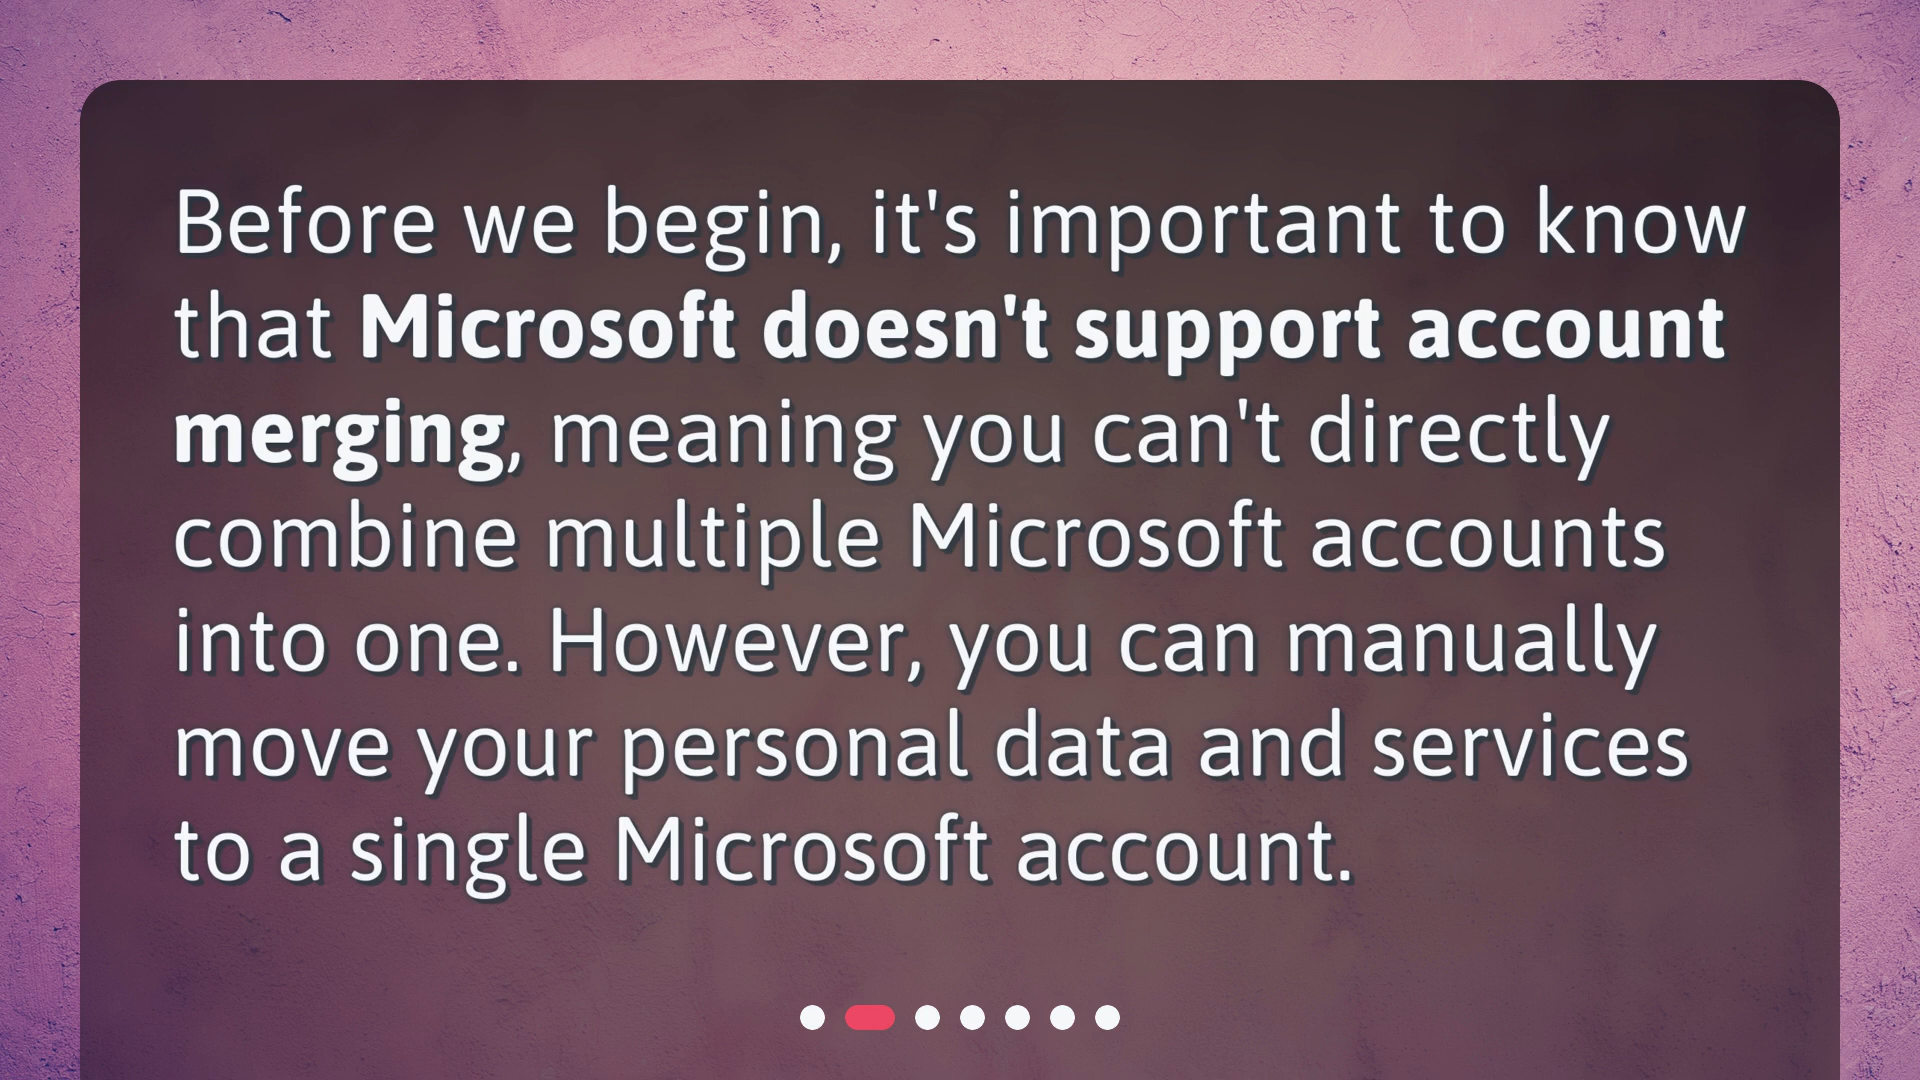 Before we begin, it's important to know
that Microsoft doesn't support account
merging, meaning you can't directly
combine multiple Microsoft accounts
into one. However, you can manually
move your personal data and services
to a single Microsoft account.